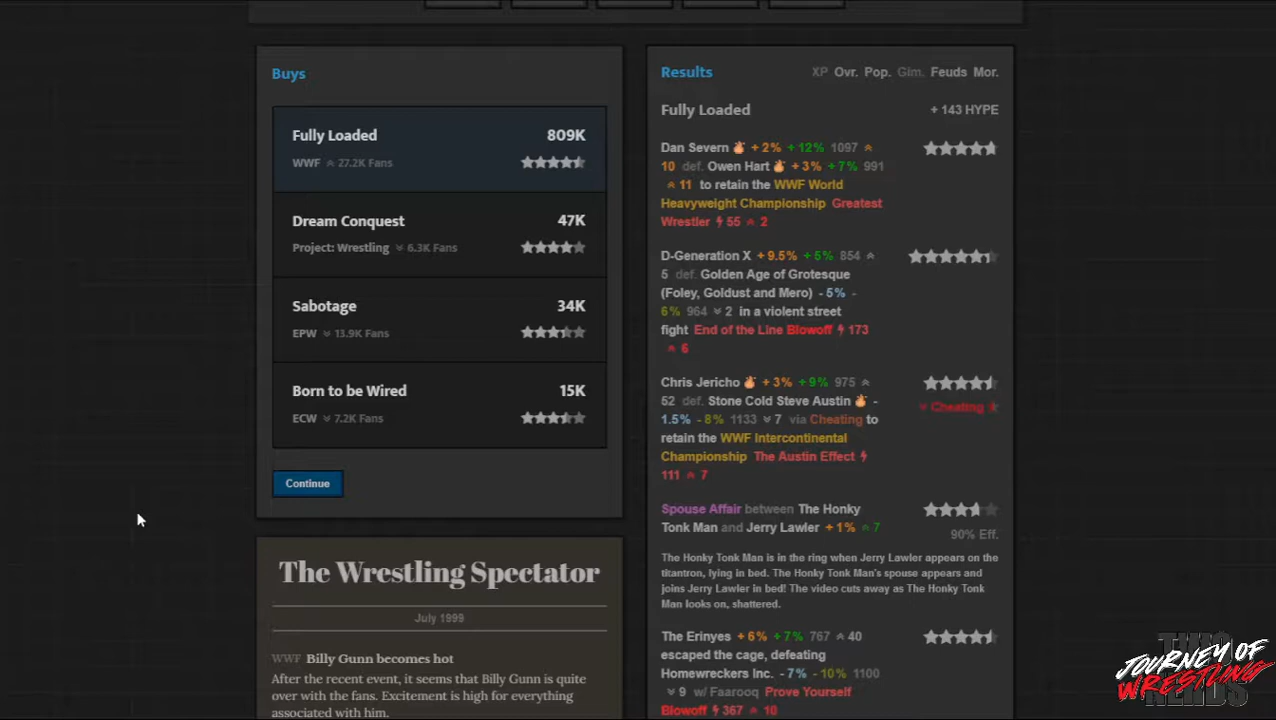 Buys
Fully Loaded 809K
WWF 27.2K Fans
Dream Conquest 47K
Project: Wrestling 6.3K Fans
Sabotage 34K
EPW 13.9K Fans
Born to be Wired 15K
ECW 7.2K Fans
Continue
The Wrestling Spectator
July 1999
WWF Billy Gunn becomes hot
After the recent event, it seems that Billy Gunn is quite
over with the fans. Excitement is high for everything
associated with him.
Results XP Ovr. Pop. Gim. Feuds Mor.
Fully Loaded + 143 HYPE
Dan Severn + 2% + 12% 1097
10 def. Owen Hart + 3% + 7% 991
11 to retain the WWF World
Heavyweight Championship Greatest
Wrestler 55 2
D-Generation X + 9.5% + 5% 854
5 def. Golden Age of Grotesque
(Foley, Goldust and Mero) - 5% -
6% 964 2 in a violent street
fight End of the Line Blowoff 173
6
Chris Jericho + 3% + 9% 975
52 def. Stone Cold Steve Austin -
Cheating
1.5% - 8% 1133 7 via Cheating to
retain the WWF Intercontinental
Championship The Austin Effect
111 7
Spouse Affair between The Honky
Tonk Man and Jerry Lawler + 1% 7
90% Eff.
The Honky Tonk Man is in the ring when Jerry Lawler appears on the
titantron, lying in bed. The Honky Tonk Man's spouse appears and
joins Jerry Lawler in bed! The video cuts away as The Honky Tonk
Man looks on, shattered.
The Erinyes + 6% + 7% 767 40
escaped the cage, defeating
Homewreckers Inc. - 7% - 10% 1100
9 w/ Faarooq Prove Yourself
Blowoff 367 10
JOURNEY OF
WRESTLING